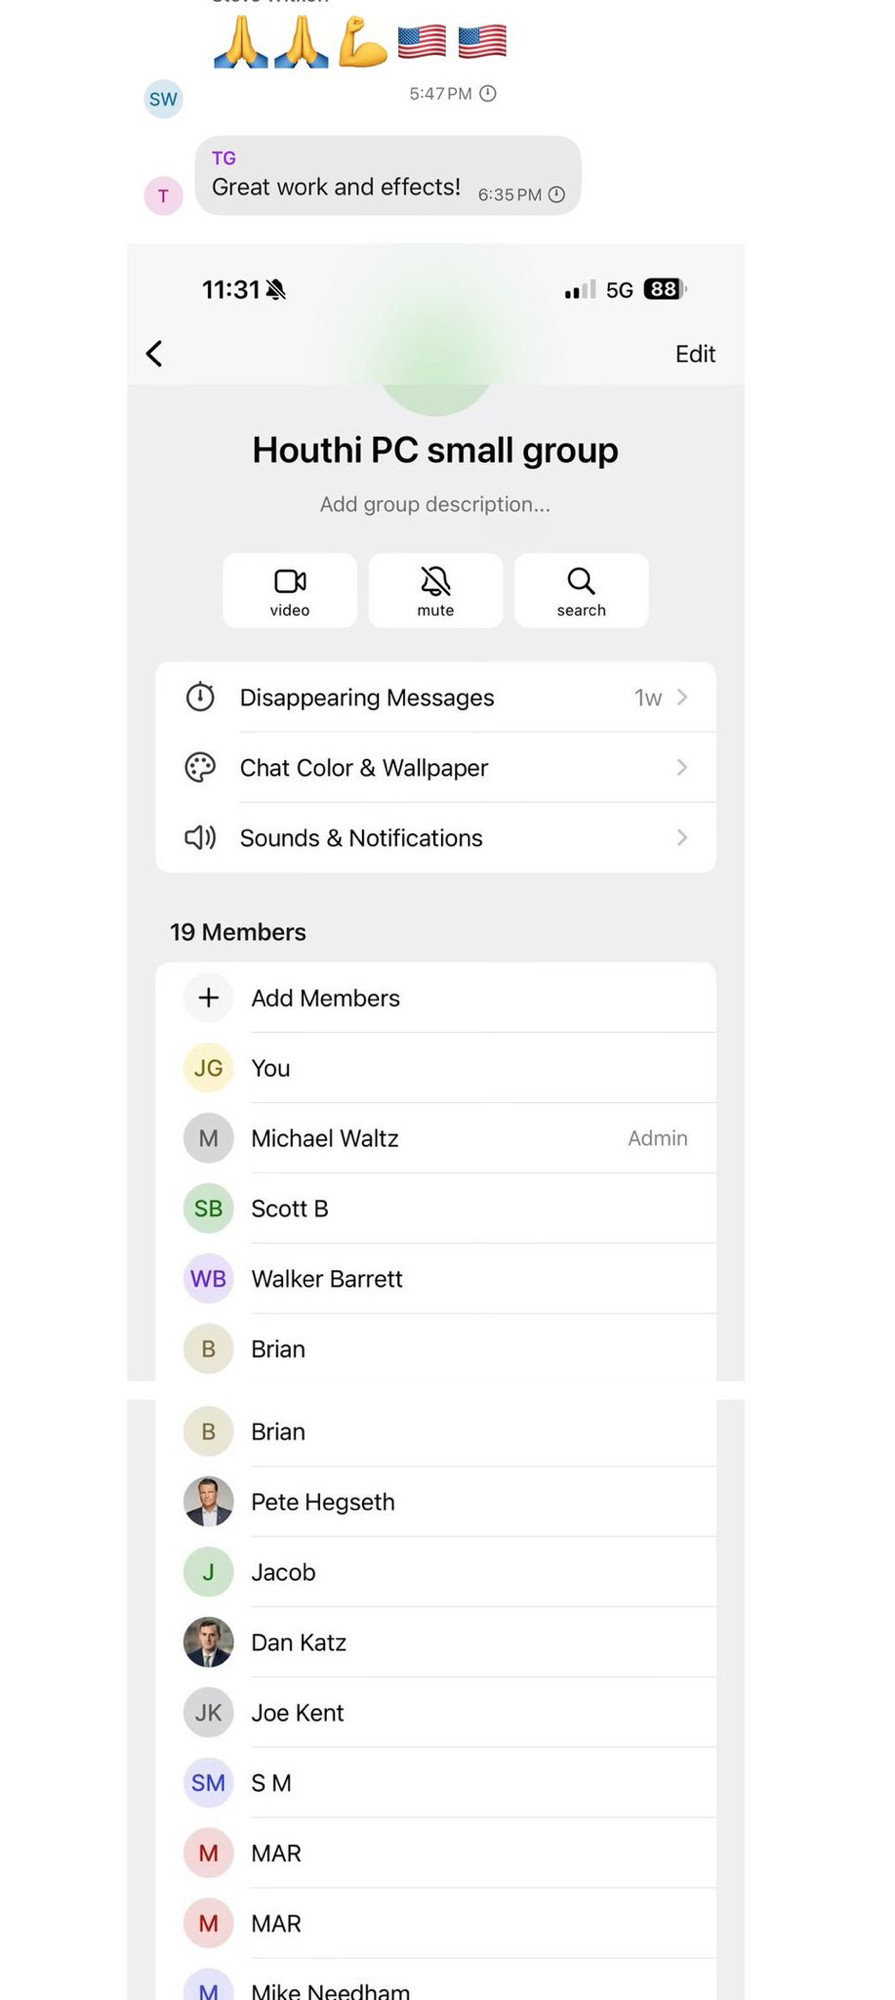 🙏🙏💪🇺🇸🇺🇸
SW
5:47 PM
TG
T
Great work and effects! 6:35 PM
11:31 5G 88
Edit
Houthi PC small group
Add group description...
video mute search
Disappearing Messages 1w
Chat Color & Wallpaper
Sounds & Notifications
19 Members
+ Add Members
JG You
M Michael Waltz Admin
SB Scott B
WB Walker Barrett
B Brian
B Brian
Pete Hegseth
J Jacob
Dan Katz
JK Joe Kent
SM S M
M MAR
M MAR
M Mike Needham